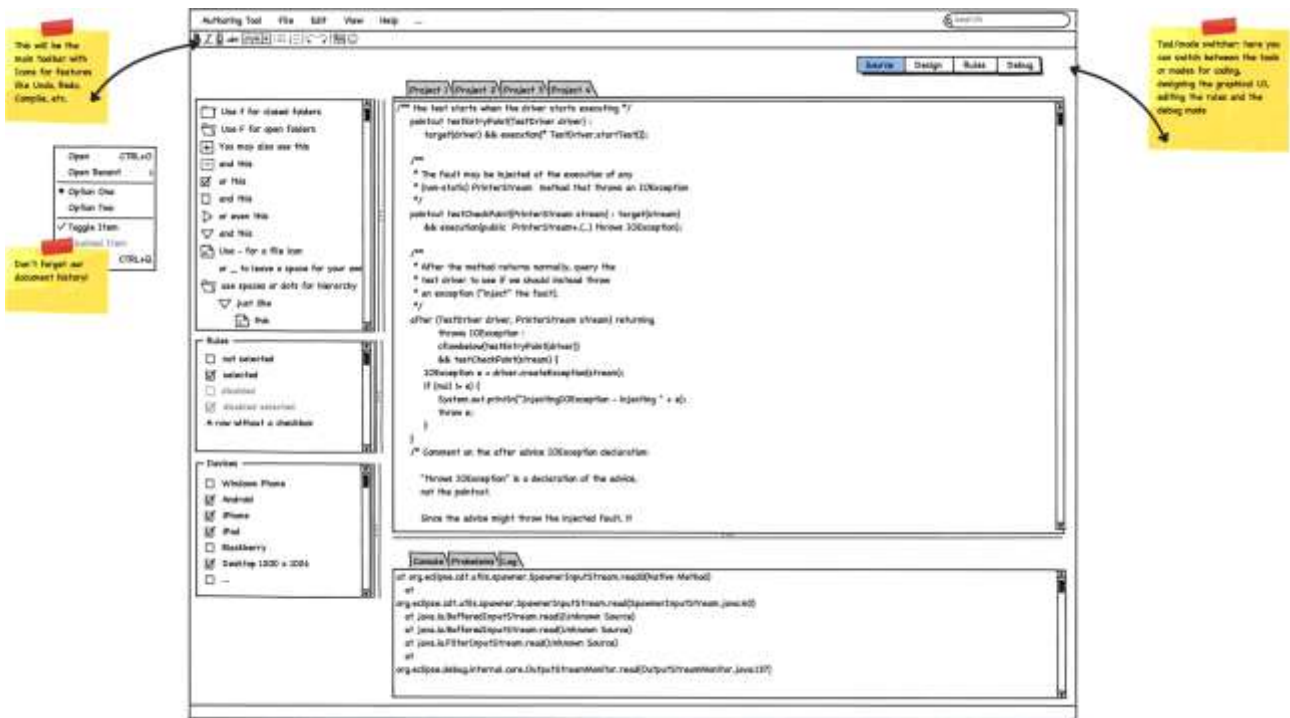 This will be the
main toolbar with
Icons for features
like Undo, Redo,
Compile, etc.
Open CTRL+O
Open Recent
Option One
Option Two
Toggle Item
Disabled Item
CTRL+Q
Don't forget our
document history!
Authoring Tool File Edit View Help ...
Search
Source Design Rules Debug
Tool/mode switcher: here you
can switch between the tools
or modes for coding,
designing the graphical UI,
editing the rules and the
debug mode
Project 1 Project 2 Project 3 Project 4
Use f for closed folders
Use F for open folders
You may also use this
and this
or this
and this
or even this
and this
Use - for a file icon
or _ to leave a space for your own
use spaces or dots for hierarchy
just like
this
Rules
not selected
selected
disabled
disabled selected
A row without a checkbox
Devices
Windows Phone
Android
iPhone
iPad
BlackBerry
Desktop 1200 x 1024
...
/** the test starts when the driver starts executing */
pointcut testEntryPoint(TestDriver driver) :
target(driver) && execution(* TestDriver.startTest());
/**
* The fault may be injected at the execution of any
* (non-static) PrinterStream method that throws an IOException
*/
pointcut testCheckPoint(PrinterStream stream) : target(stream)
&& execution(public PrinterStream+.(..) throws IOException);
/**
* After the method returns normally, query the
* test driver to see if we should instead throw
* an exception ("inject" the fault).
*/
after (TestDriver driver, PrinterStream stream) returning
throws IOException :
cflowbelow(testEntryPoint(driver))
&& testCheckPoint(stream) {
IOException e = driver.createException(stream);
if (null != e) {
System.out.println("InjectingIOException - injecting " + e);
throw e;
}
}
/* Comment on the after advice IOException declaration:
"throws IOException" is a declaration of the advice,
not the pointcut.
Since the advice might throw the injected fault, it
Console Problems Log
at org.eclipse.cdt.utils.spawner.SpawnerInputStream.read0(Native Method)
at
org.eclipse.cdt.utils.spawner.SpawnerInputStream.read(SpawnerInputStream.java:60)
at java.io.BufferedInputStream.read1(Unknown Source)
at java.io.BufferedInputStream.read(Unknown Source)
at java.io.FilterInputStream.read(Unknown Source)
at
org.eclipse.debug.internal.core.OutputStreamMonitor.read(OutputStreamMonitor.java:137)